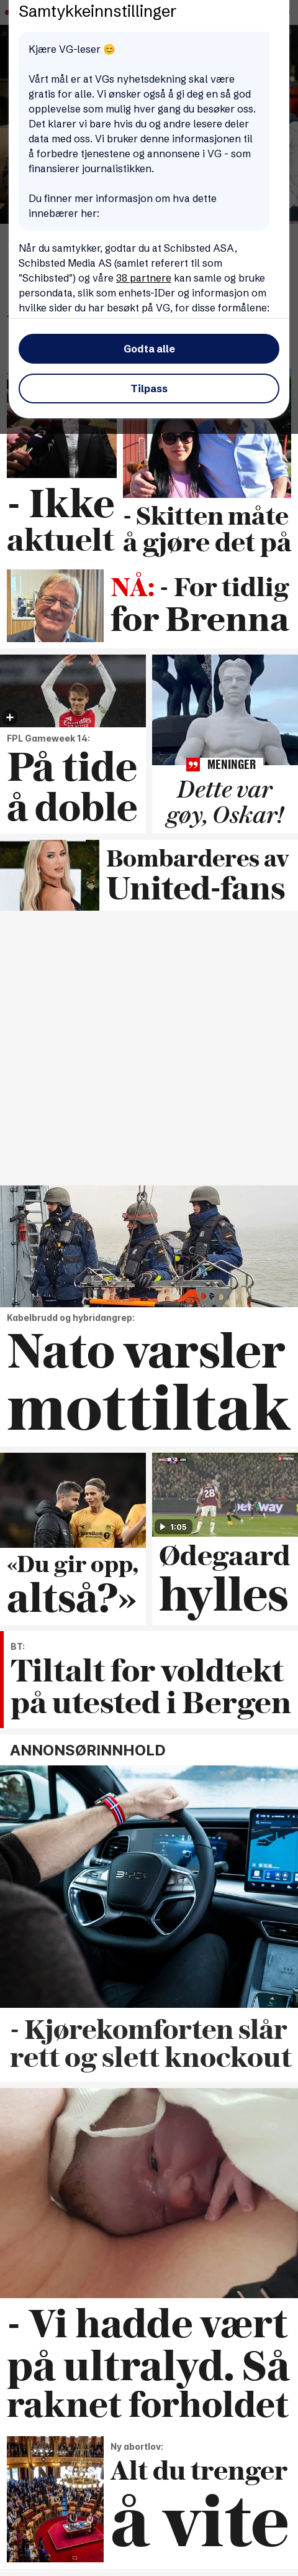 Samtykkeinnstillinger
Kjære VG-leser 😊
Vårt mål er at VGs nyhetsdekning skal være
gratis for alle. Vi ønsker også å gi deg en så god
opplevelse som mulig hver gang du besøker oss.
Det klarer vi bare hvis du og andre lesere deler
data med oss. Vi bruker denne informasjonen til
å forbedre tjenestene og annonsene i VG - som
finansierer journalistikken.
Du finner mer informasjon om hva dette
innebærer her:
Når du samtykker, godtar du at Schibsted ASA,
Schibsted Media AS (samlet referert til som
"Schibsted") og våre 38 partnere kan samle og bruke
persondata, slik som enhets-IDer og informasjon om
hvilke sider du har besøkt på VG, for disse formålene:
Godta alle
Tilpass
- Ikke
aktuelt
- Skitten måte
å gjøre det på
NÅ: - For tidlig
for Brenna
FPL Gameweek 14:
På tide
å doble
MENINGER
Dette var
gøy, Oskar!
Bombarderes av
United-fans
Kabelbrudd og hybridangrep:
Nato varsler
mottiltak
«Du gir opp,
altså?»
28
betway
1:05
Ødegaard
hylles
BT:
Tiltalt for voldtekt
på utested i Bergen
ANNONSØRINNHOLD
BYD
- Kjørekomforten slår
rett og slett knockout
- Vi hadde vært
på ultralyd. Så
raknet forholdet
Ny abortlov:
Alt du trenger
å vite